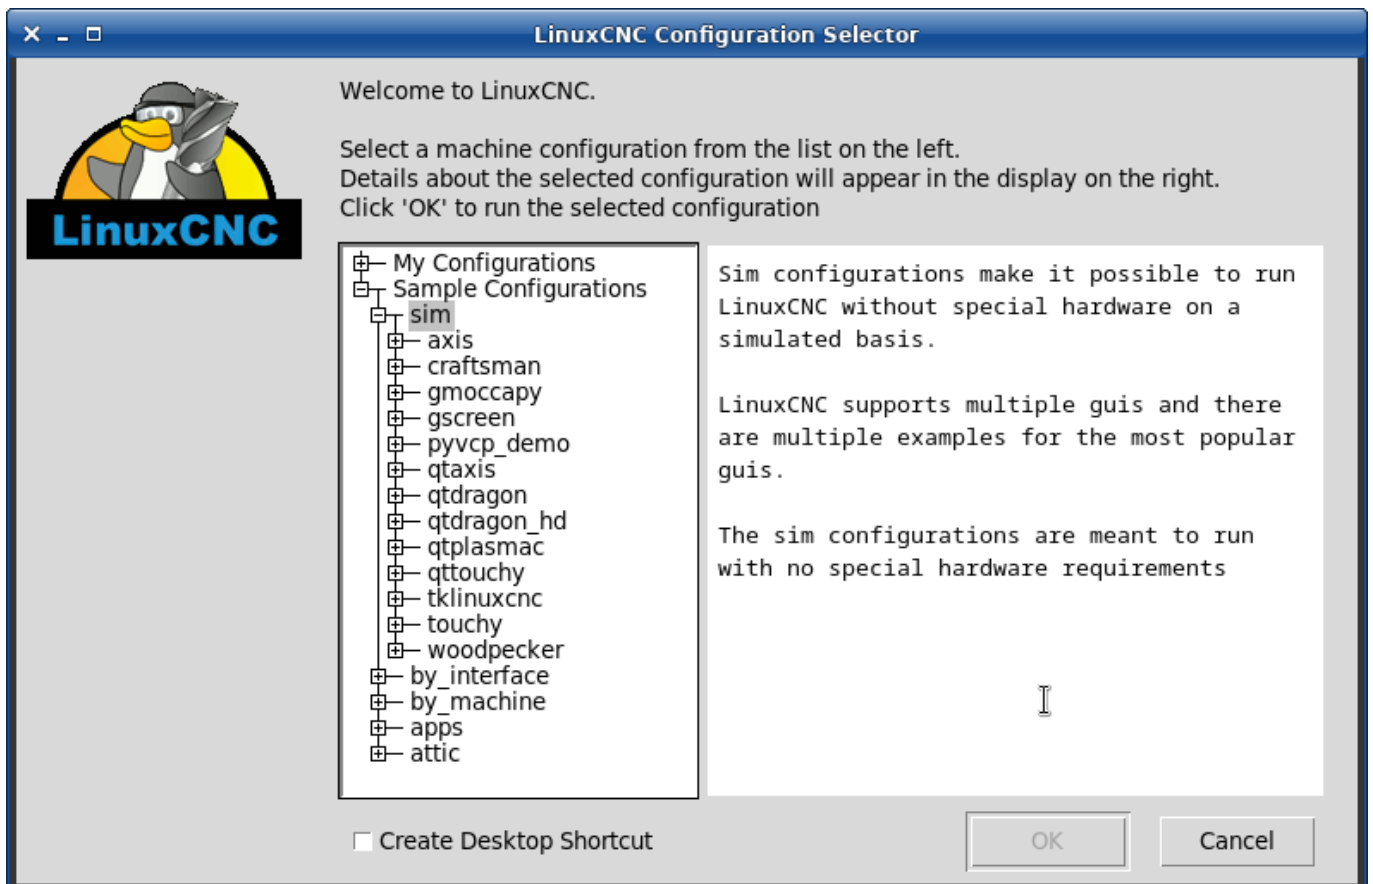 LinuxCNC Configuration Selector
LinuxCNC
Welcome to LinuxCNC.
Select a machine configuration from the list on the left.
Details about the selected configuration will appear in the display on the right.
Click 'OK' to run the selected configuration
My Configurations
Sample Configurations
sim
axis
craftsman
gmoccapy
gscreen
pyvcp_demo
qtaxis
qtdragon
qtdragon_hd
qtplasmac
qttouchy
tklinuxcnc
touchy
woodpecker
by_interface
by_machine
apps
attic
Sim configurations make it possible to run
LinuxCNC without special hardware on a
simulated basis.
LinuxCNC supports multiple guis and there
are multiple examples for the most popular
guis.
The sim configurations are meant to run
with no special hardware requirements
Create Desktop Shortcut
OK
Cancel